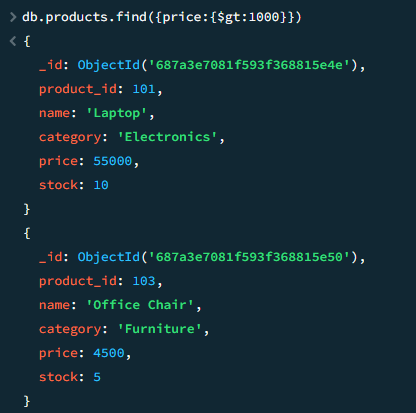 > db.products.find({price:{$gt:1000}})
< {
_id: ObjectId('687a3e7081f593f368815e4e'),
product_id: 101,
name: 'Laptop',
category: 'Electronics',
price: 55000,
stock: 10
}
{
_id: ObjectId('687a3e7081f593f368815e50'),
product_id: 103,
name: 'Office Chair',
category: 'Furniture',
price: 4500,
stock: 5
}